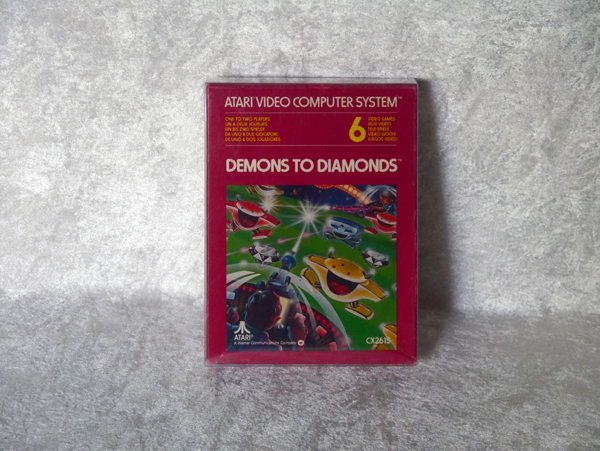 ATARI VIDEO COMPUTER SYSTEM™
ONE TO TWO PLAYERS
UN A DEUX JOUEURS
EIN BIS ZWEI SPIELER
DA UNO A DUE GIOCATORI
DE UNO A DOS JUGADORES
6
VIDEO GAMES
JEUX VIDEO
TELE SPIELE
VIDEO GIOCHI
JUEGOS VIDEO
DEMONS TO DIAMONDS™
ATARI®
A Warner Communications Company
CX2615